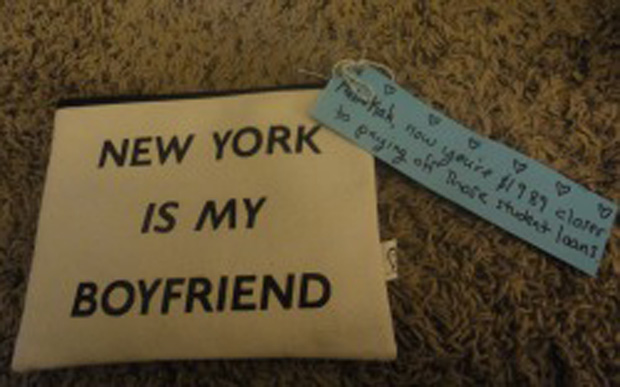 NEW YORK
IS MY
BOYFRIEND
now you're $1989 closer
to paying off those student loans